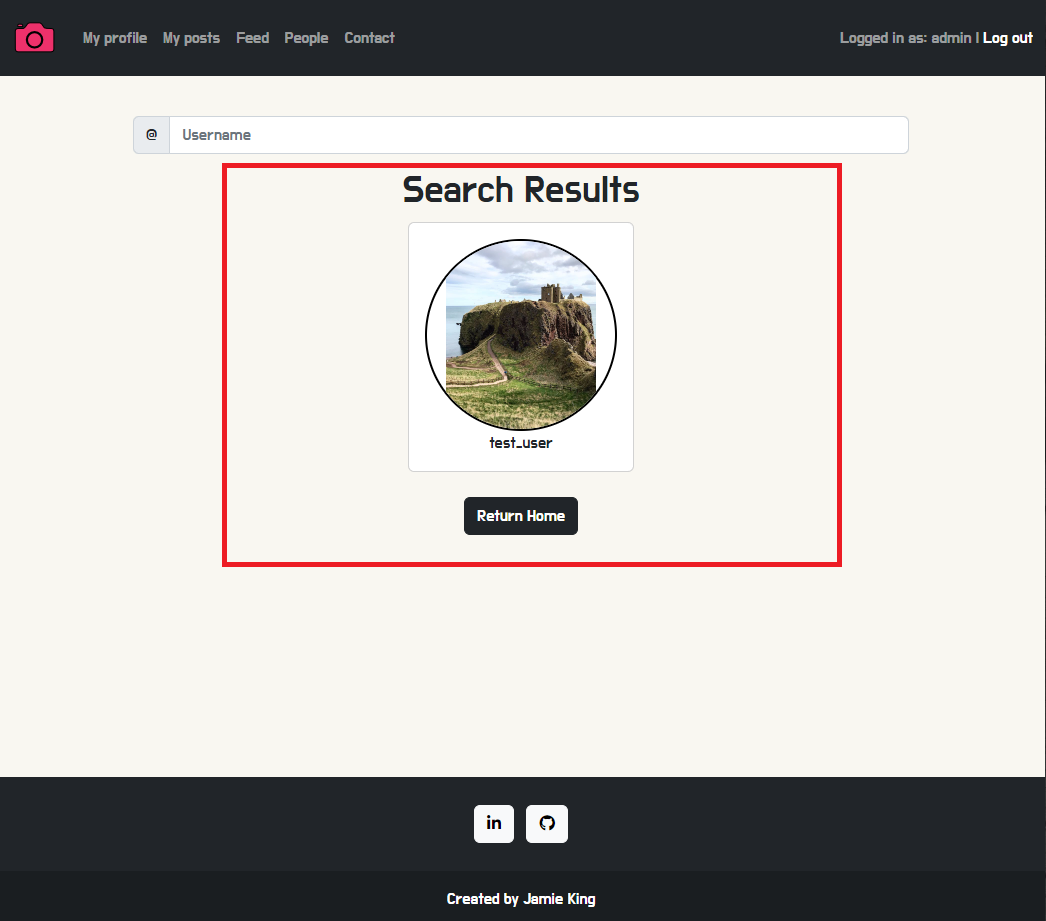 My profile My posts Feed People Contact Logged in as: admin | Log out
@ Username
Search Results
test_user
Return Home
in
Created by Jamie King